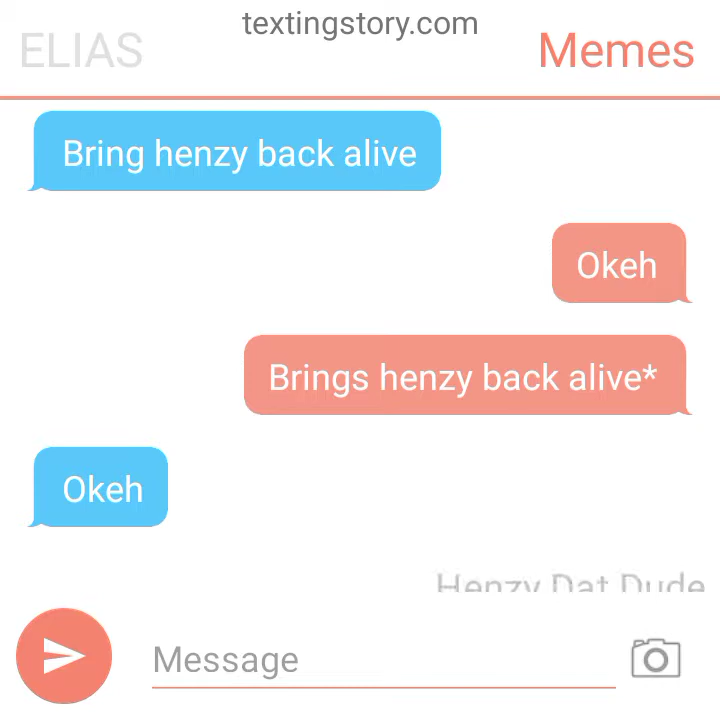 textingstory.com
ELIAS
Memes
Bring henzy back alive
Okeh
Brings henzy back alive*
Okeh
Henzy Dat Dude
Message